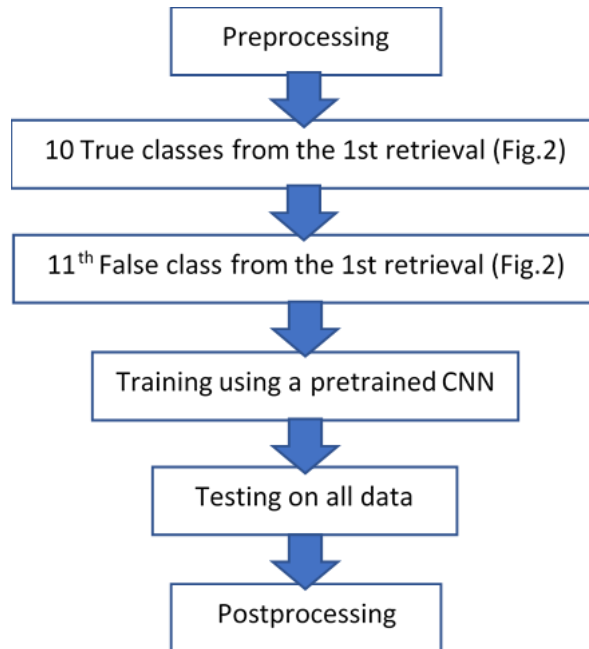 Preprocessing
10 True classes from the 1st retrieval (Fig.2)
11th False class from the 1st retrieval (Fig.2)
Training using a pretrained CNN
Testing on all data
Postprocessing